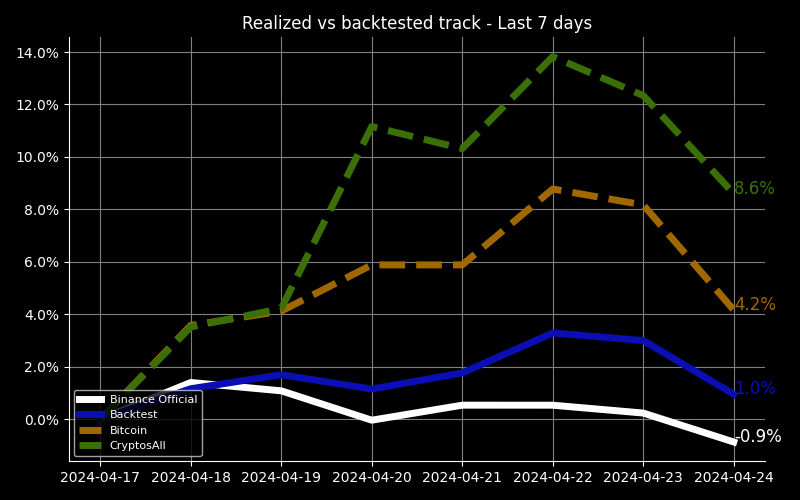 Realized vs backtested track - Last 7 days
14.0%
12.0%
10.0%
8.0%
6.0%
4.0%
2.0%
0.0%
8.6%
4.2%
1.0%
-0.9%
Binance Official
Backtest
Bitcoin
CryptosAll
2024-04-17 2024-04-18 2024-04-19 2024-04-20 2024-04-21 2024-04-22 2024-04-23 2024-04-24